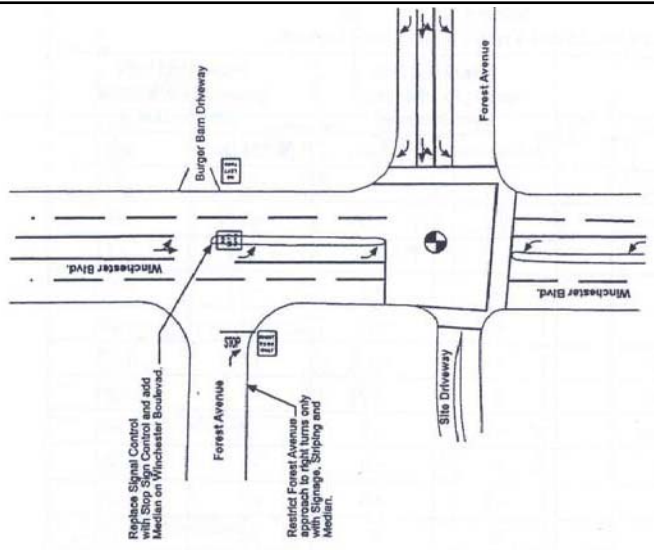 Replace Signal Control
with Stop Sign Control and add
Median on Winchester Boulevad.
Winchester Blvd.
Burger Barn Driveway
Forest Avenue
STOP
Forest Avenue
Restrict Forest Avenue
approach to right turns only
with Signage, Striping and
Median.
Site Driveway
Winchester Blvd.